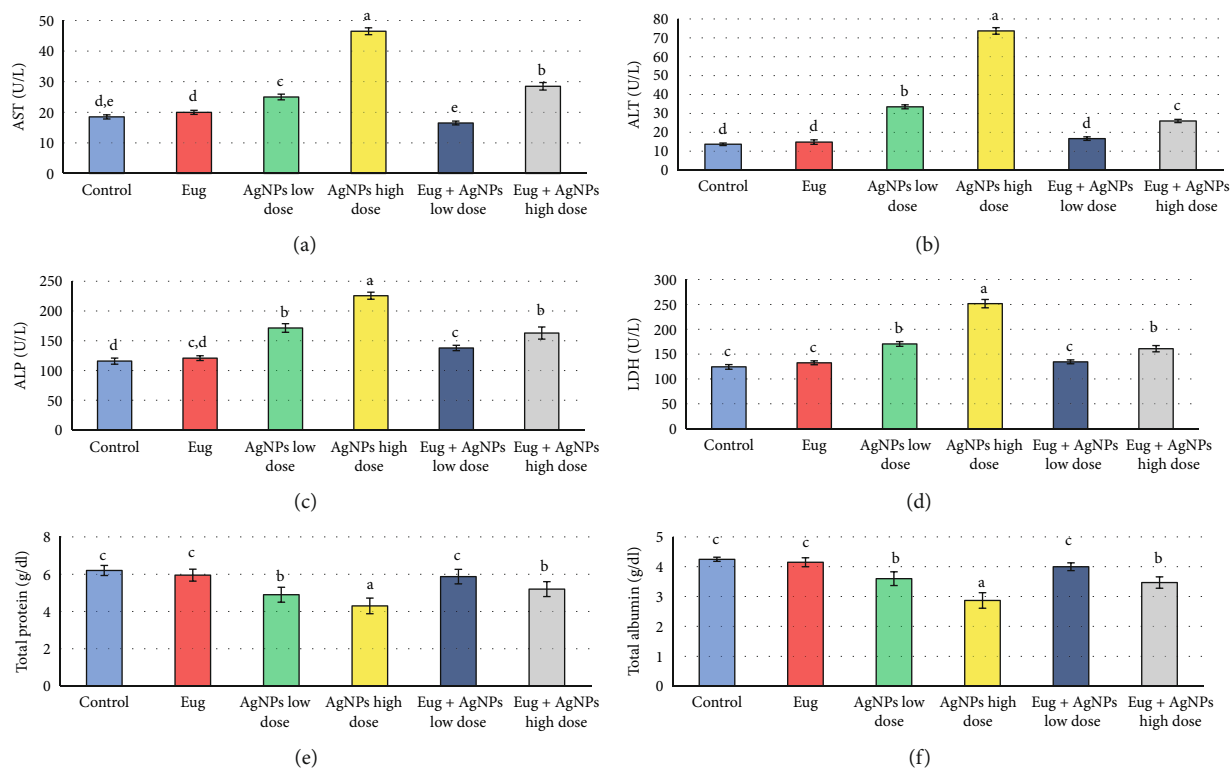 AST (U/L)
50
40
30
20
10
0
d,e
d
c
a
e
b
Control
Eug
AgNPs low
dose
AgNPs high
dose
Eug + AgNPs
low dose
Eug + AgNPs
high dose
(a)
ALT (U/L)
80
70
60
50
40
30
20
10
0
d
d
b
a
d
c
Control
Eug
AgNPs low
dose
AgNPs high
dose
Eug + AgNPs
low dose
Eug + AgNPs
high dose
(b)
ALP (U/L)
250
200
150
100
50
0
d
c,d
b
a
c
b
Control
Eug
AgNPs low
dose
AgNPs high
dose
Eug + AgNPs
low dose
Eug + AgNPs
high dose
(c)
LDH (U/L)
300
250
200
150
100
50
0
c
c
b
a
c
b
Control
Eug
AgNPs low
dose
AgNPs high
dose
Eug + AgNPs
low dose
Eug + AgNPs
high dose
(d)
Total protein (g/dl)
8
6
4
2
0
c
c
b
a
c
b
Control
Eug
AgNPs low
dose
AgNPs high
dose
Eug + AgNPs
low dose
Eug + AgNPs
high dose
(e)
Total albumin (g/dl)
5
4
3
2
1
0
c
c
b
a
c
b
Control
Eug
AgNPs low
dose
AgNPs high
dose
Eug + AgNPs
low dose
Eug + AgNPs
high dose
(f)